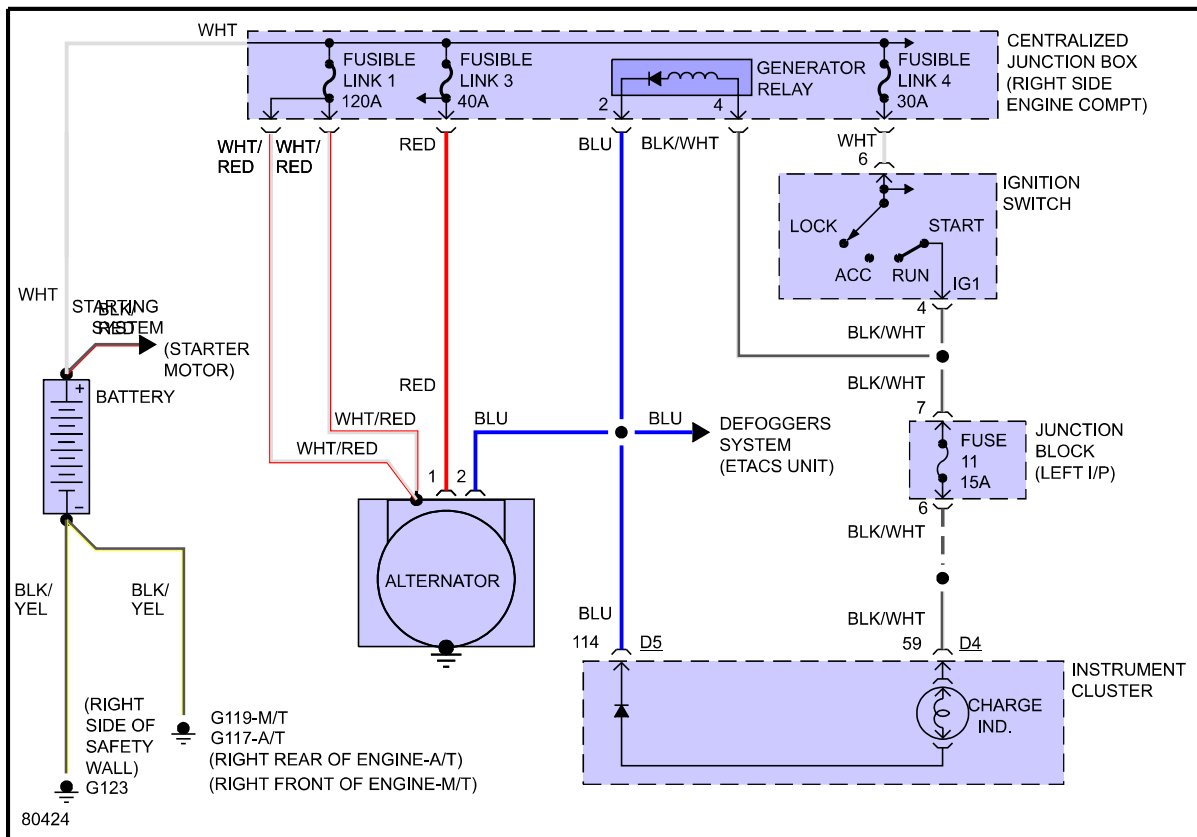 WHT
FUSIBLE
LINK 1
120A
FUSIBLE
LINK 3
40A
GENERATOR
RELAY
2
4
FUSIBLE
LINK 4
30A
CENTRALIZED
JUNCTION BOX
(RIGHT SIDE
ENGINE COMPT)
WHT/
RED
WHT/
RED
RED
BLU
BLK/WHT
WHT
6
IGNITION
SWITCH
LOCK
START
ACC
RUN
IG1
4
WHT
STARTING
SYSTEM
BLK/
RED
(STARTER
MOTOR)
BLK/WHT
BATTERY
+
−
RED
BLK/WHT
7
WHT/RED
BLU
BLU
DEFOGGERS
SYSTEM
(ETACS UNIT)
WHT/RED
1
2
FUSE
11
15A
JUNCTION
BLOCK
(LEFT I/P)
6
BLK/WHT
ALTERNATOR
BLK/
YEL
BLK/
YEL
BLU
BLK/WHT
114
D5
59
D4
INSTRUMENT
CLUSTER
CHARGE
IND.
(RIGHT
SIDE OF
SAFETY
WALL)
G123
G119-M/T
G117-A/T
(RIGHT REAR OF ENGINE-A/T)
(RIGHT FRONT OF ENGINE-M/T)
80424